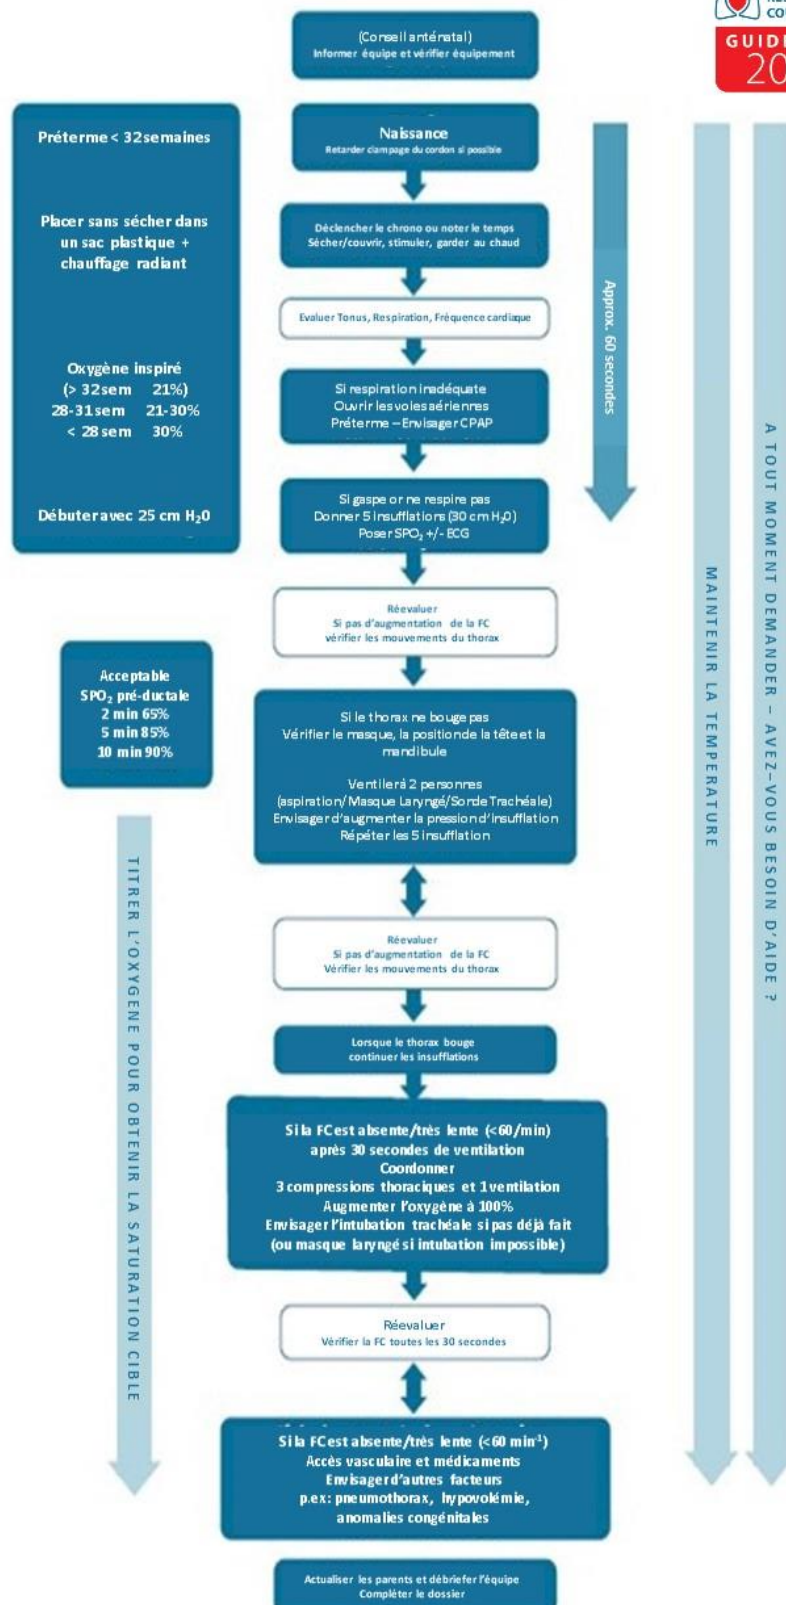 (Conseil anténatal)
Informer équipe et vérifier équipement
GUIDE
20
Naissance
Retarder clampage du cordon si possible
Déclencher le chrono ou noter le temps
Sécher/couvrir, stimuler, garder au chaud
Evaluer Tonus, Respiration, Fréquence cardiaque
Si respiration inadéquate
Ouvrir les voies aériennes
Préterme – Envisager CPAP
Si gaspe or ne respire pas
Donner 5 insufflations (30 cm H₂0)
Poser SPO₂ +/- ECG
Approx. 60 secondes
Préterme < 32 semaines
Placer sans sécher dans
un sac plastique +
chauffage radiant
Oxygène inspiré
(> 32 sem 21%)
28-31 sem 21-30%
< 28 sem 30%
Débuter avec 25 cm H₂0
Réevaluer
Si pas d'augmentation de la FC
vérifier les mouvements du thorax
Acceptable
SPO₂ pré-ductale
2 min 65%
5 min 85%
10 min 90%
Si le thorax ne bouge pas
Vérifier le masque, la position de la tête et la
mandibule
Ventiler à 2 personnes
(aspiration/Masque Laryngé/Sonde Trachéale)
Envisager d'augmenter la pression d'insufflation
Répéter les 5 insufflation
Réevaluer
Si pas d'augmentation de la FC
Vérifier les mouvements du thorax
Lorsque le thorax bouge
continuer les insufflations
Si la FC est absente/très lente (<60/min)
après 30 secondes de ventilation
Coordonner
3 compressions thoraciques et 1 ventilation
Augmenter l'oxygène à 100%
Envisager l'intubation trachéale si pas déjà fait
(ou masque laryngé si intubation impossible)
Réevaluer
Vérifier la FC toutes les 30 secondes
Si la FC est absente/très lente (<60 min⁻¹)
Accès vasculaire et médicaments
Envisager d'autres facteurs
p.ex: pneumothorax, hypovolémie,
anomalies congénitales
Actualiser les parents et débriefer l'équipe
Compléter le dossier
TITRER L'OXYGENE POUR OBTENIR LA SATURATION CIBLE
MAINTENIR LA TEMPERATURE
A TOUT MOMENT DEMANDER – AVEZ-VOUS BESOIN D'AIDE ?